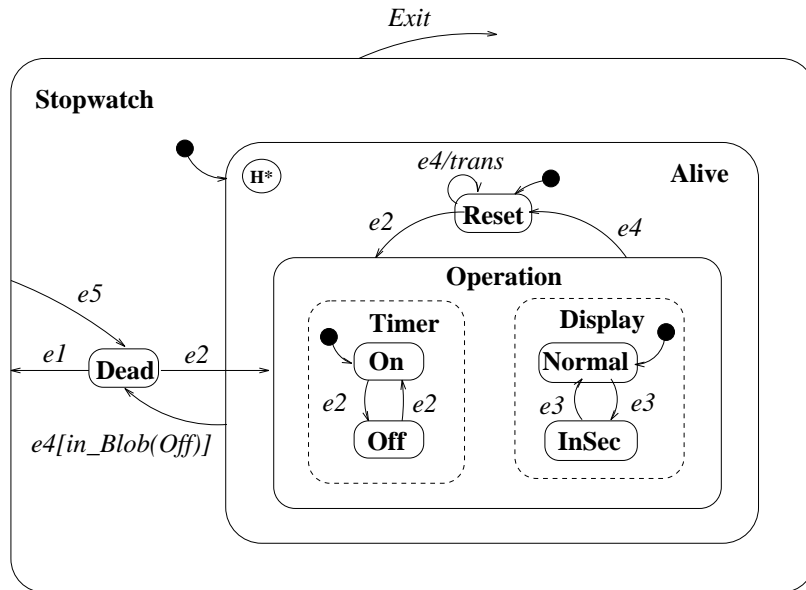 Exit
Stopwatch
H*
e4/trans
Alive
Reset
e2
e4
Operation
e5
Timer
Display
e1
Dead
e2
On
Normal
e2
e2
e3
e3
e4[in_Blob(Off)]
Off
InSec